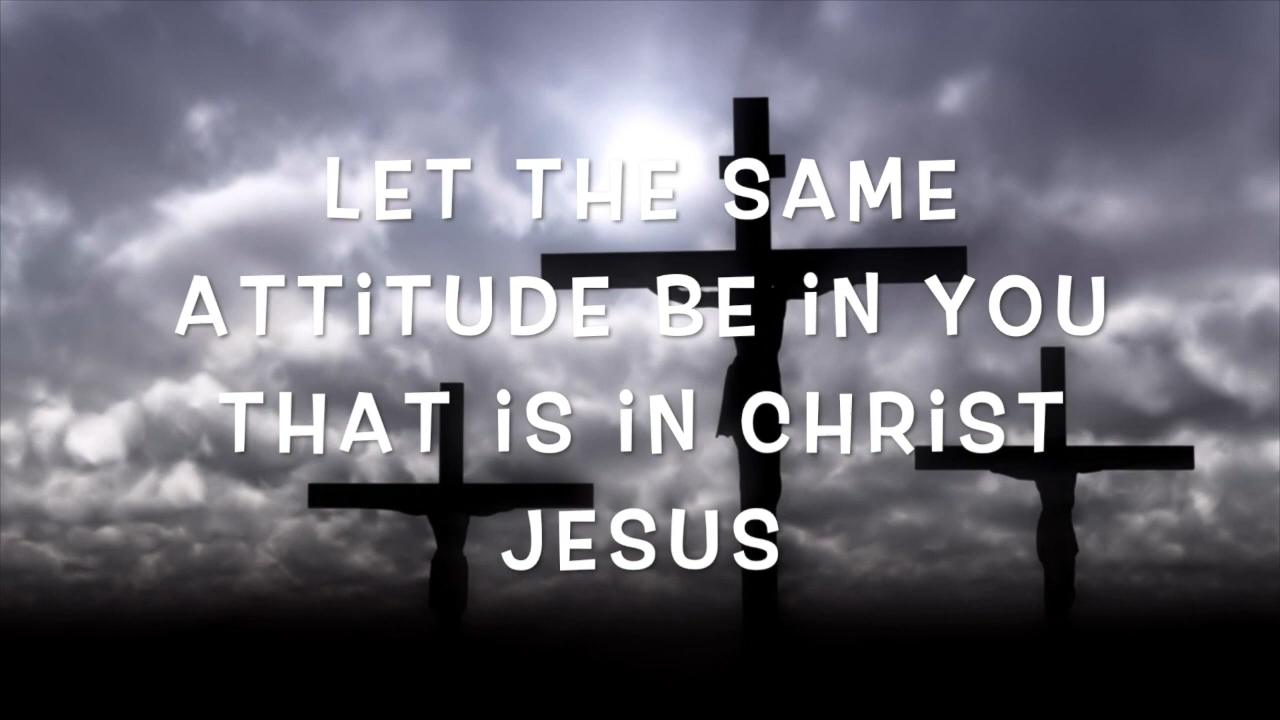 LET THE SAME
ATTiTUDE BE iN YOU
THAT iS iN CHRiST
JESUS